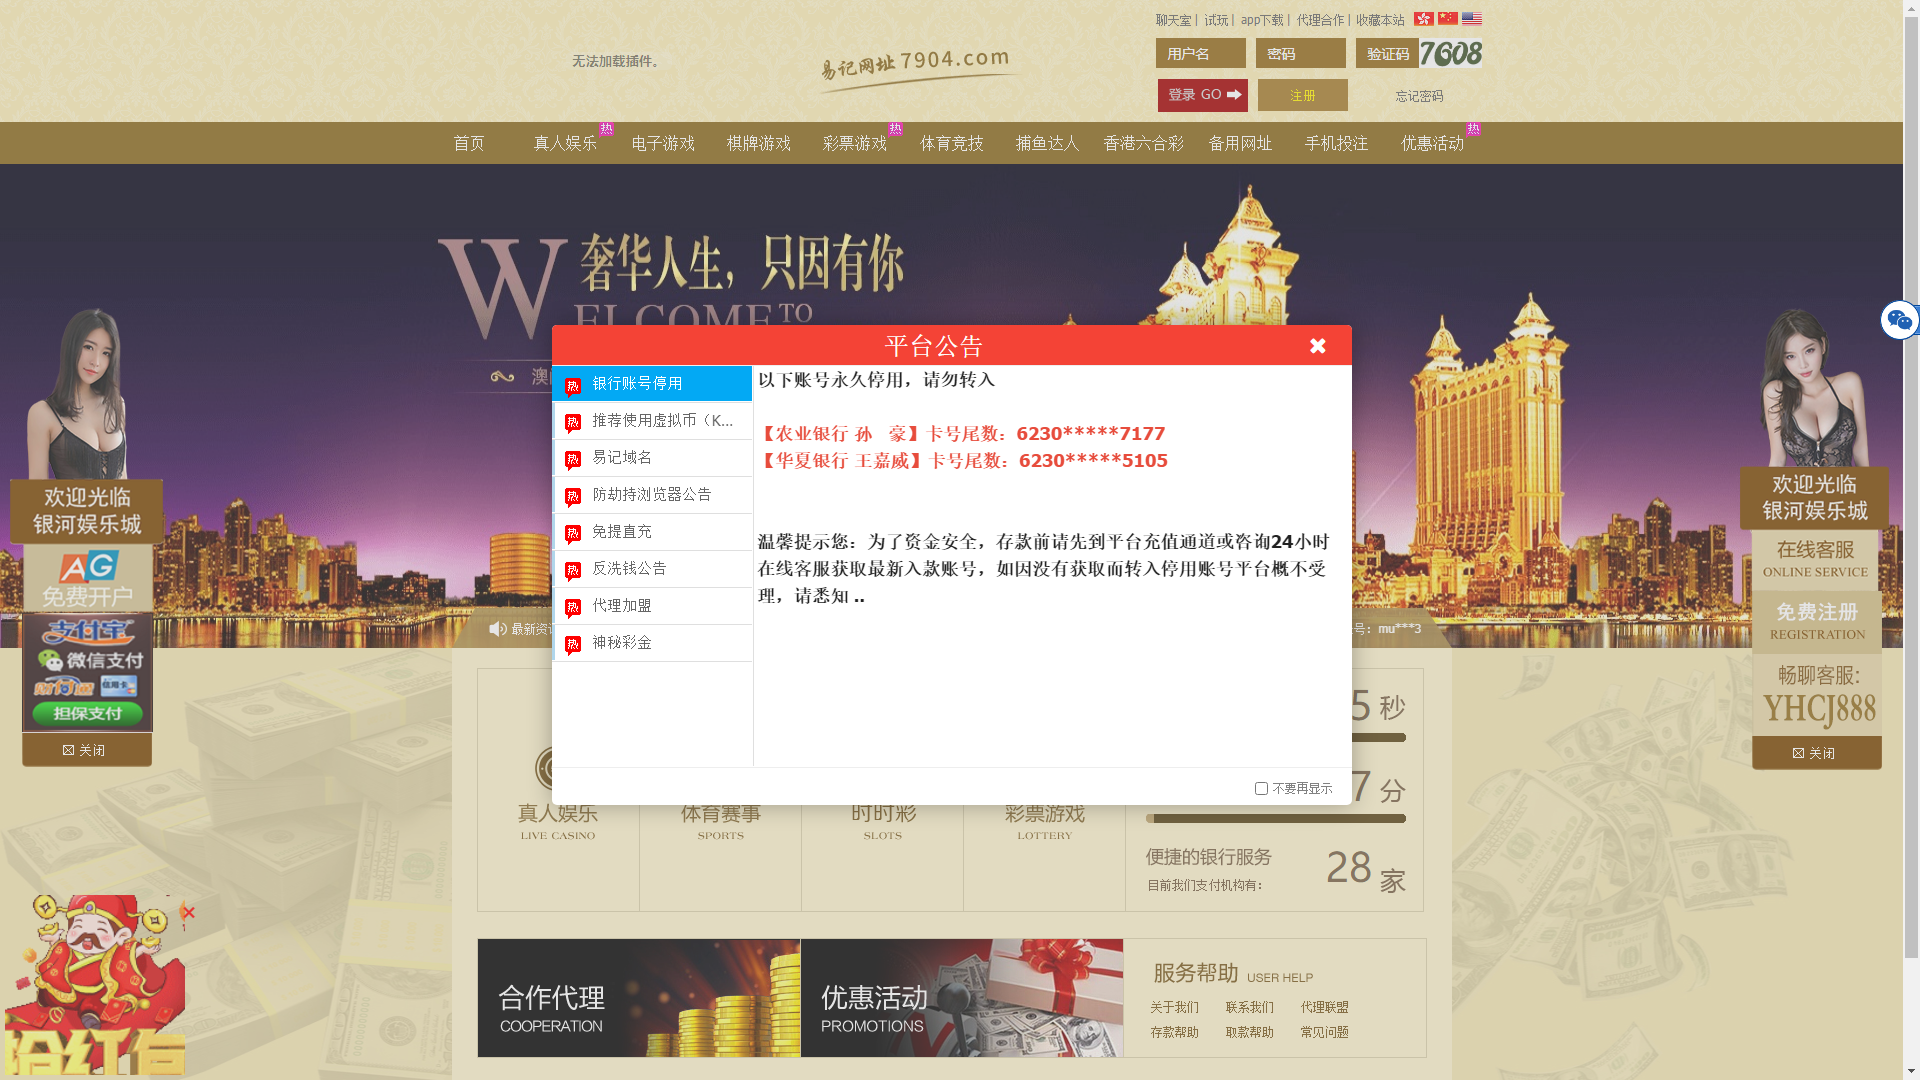 聊天室 | 试玩 | app下载 | 代理合作 | 收藏本站
无法加载插件。
易记网址7904.com
用户名 密码 验证码 7608
登录 GO 注册 忘记密码
首页 真人娱乐 热 电子游戏 棋牌游戏 彩票游戏 热 体育竞技 捕鱼达人 香港六合彩 备用网址 手机投注 优惠活动 热
奢华人生，只因有你
WELCOME TO
平台公告
热 银行账号停用
热 推荐使用虚拟币（K...
热 易记域名
热 防劫持浏览器公告
热 免提直充
热 反洗钱公告
热 代理加盟
热 神秘彩金
以下账号永久停用，请勿转入
【农业银行 孙 豪】卡号尾数：6230*****7177
【华夏银行 王嘉威】卡号尾数：6230*****5105
温馨提示您：为了资金安全，存款前请先到平台充值通道或咨询24小时
在线客服获取最新入款账号，如因没有获取而转入停用账号平台概不受
理，请悉知 ..
不要再显示
欢迎光临
银河娱乐城
AG
免费开户
支付宝
微信支付
财付通 信用卡
担保支付
关闭
欢迎光临
银河娱乐城
在线客服
ONLINE SERVICE
免费注册
REGISTRATION
畅聊客服:
YHCJ888
关闭
最新资
号： mu***3
5 秒
7 分
真人娱乐
LIVE CASINO
体育赛事
SPORTS
时时彩
SLOTS
彩票游戏
LOTTERY
便捷的银行服务
目前我们支付机构有：
28 家
合作代理
COOPERATION
优惠活动
PROMOTIONS
服务帮助 USER HELP
关于我们 联系我们 代理联盟
存款帮助 取款帮助 常见问题
拾红包